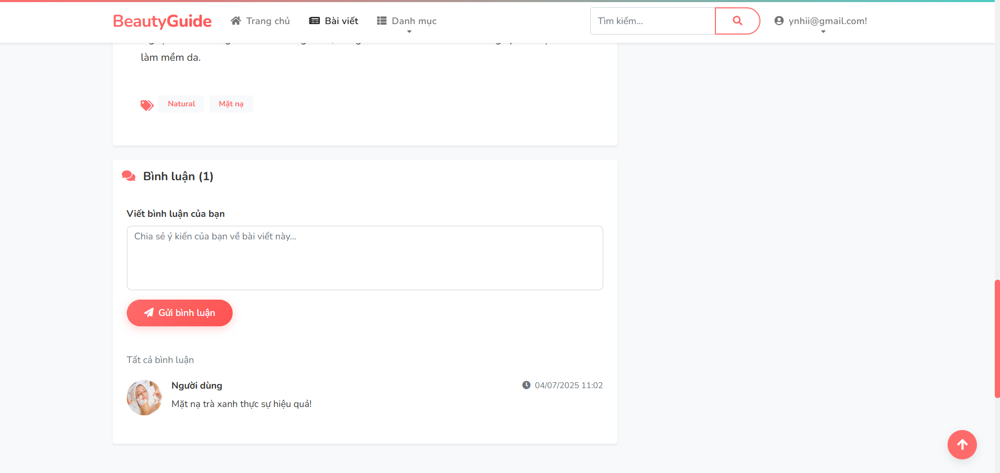 BeautyGuide
Trang chủ
Bài viết
Danh mục
Tìm kiếm...
ynhii@gmail.com!
làm mềm da.
Natural
Mặt nạ
Bình luận (1)
Viết bình luận của bạn
Chia sẻ ý kiến của bạn về bài viết này...
Gửi bình luận
Tất cả bình luận
Người dùng
04/07/2025 11:02
Mặt nạ trà xanh thực sự hiệu quả!